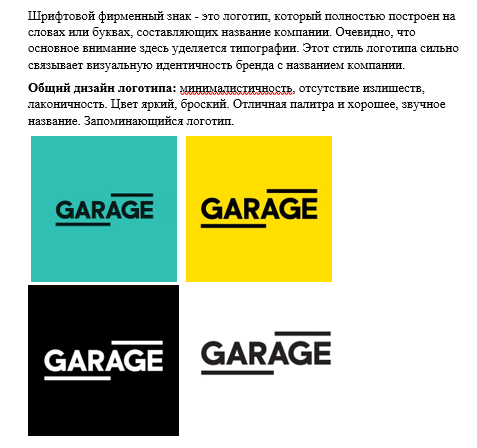 Шрифтовой фирменный знак - это логотип, который полностью построен на
словах или буквах, составляющих название компании. Очевидно, что
основное внимание здесь уделяется типографии. Этот стиль логотипа сильно
связывает визуальную идентичность бренда с названием компании.
Общий дизайн логотипа: минималистичность, отсутствие излишеств,
лаконичность. Цвет яркий, броский. Отличная палитра и хорошее, звучное
название. Запоминающийся логотип.
GARAGE
GARAGE
GARAGE
GARAGE